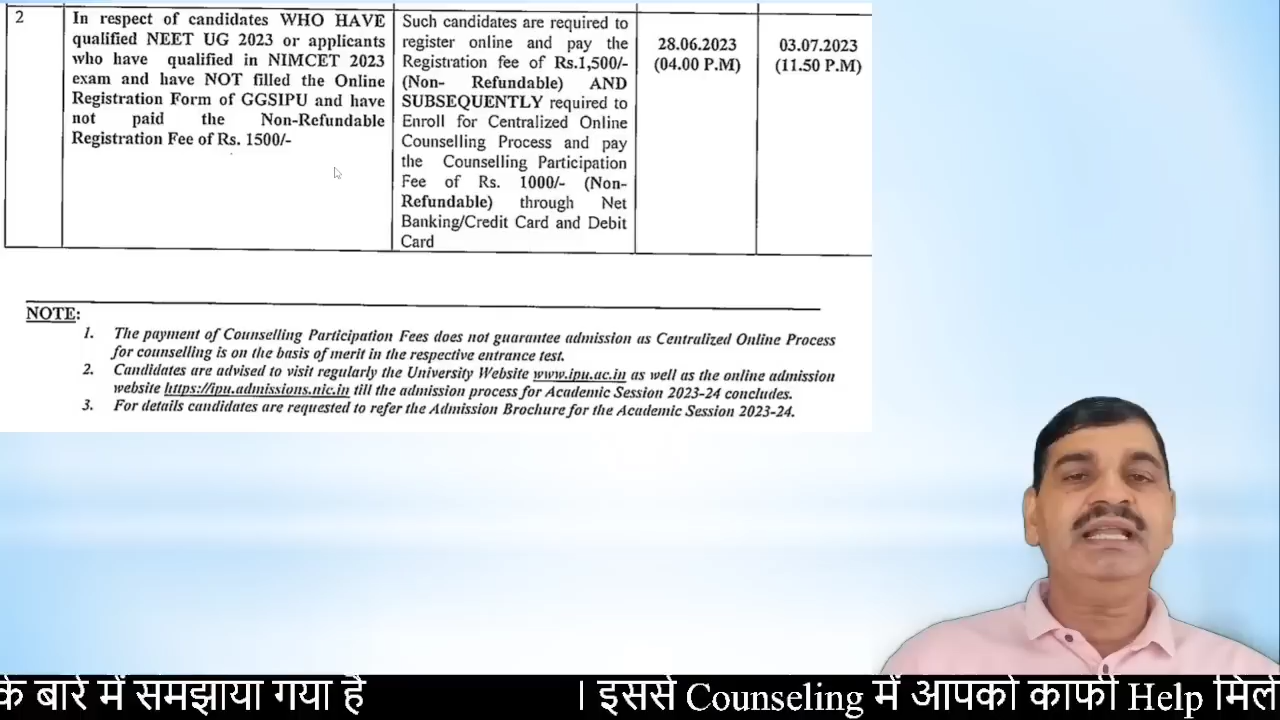 2
In respect of candidates WHO HAVE
qualified NEET UG 2023 or applicants
who have qualified in NIMCET 2023
exam and have NOT filled the Online
Registration Form of GGSIPU and have
not paid the Non-Refundable
Registration Fee of Rs. 1500/-
Such candidates are required to
register online and pay the
Registration fee of Rs.1,500/-
(Non- Refundable) AND
SUBSEQUENTLY required to
Enroll for Centralized Online
Counselling Process and pay
the Counselling Participation
Fee of Rs. 1000/- (Non-
Refundable) through Net
Banking/Credit Card and Debit
Card
28.06.2023
(04.00 P.M)
03.07.2023
(11.50 P.M)
NOTE:
1. The payment of Counselling Participation Fees does not guarantee admission as Centralized Online Process
for counselling is on the basis of merit in the respective entrance test.
2. Candidates are advised to visit regularly the University Website www.ipu.ac.in as well as the online admission
website https://ipu.admissions.nic.in till the admission process for Academic Session 2023-24 concludes.
3. For details candidates are requested to refer the Admission Brochure for the Academic Session 2023-24.
के बारे में समझाया गया है | इससे Counseling में आपको काफी Help मिल